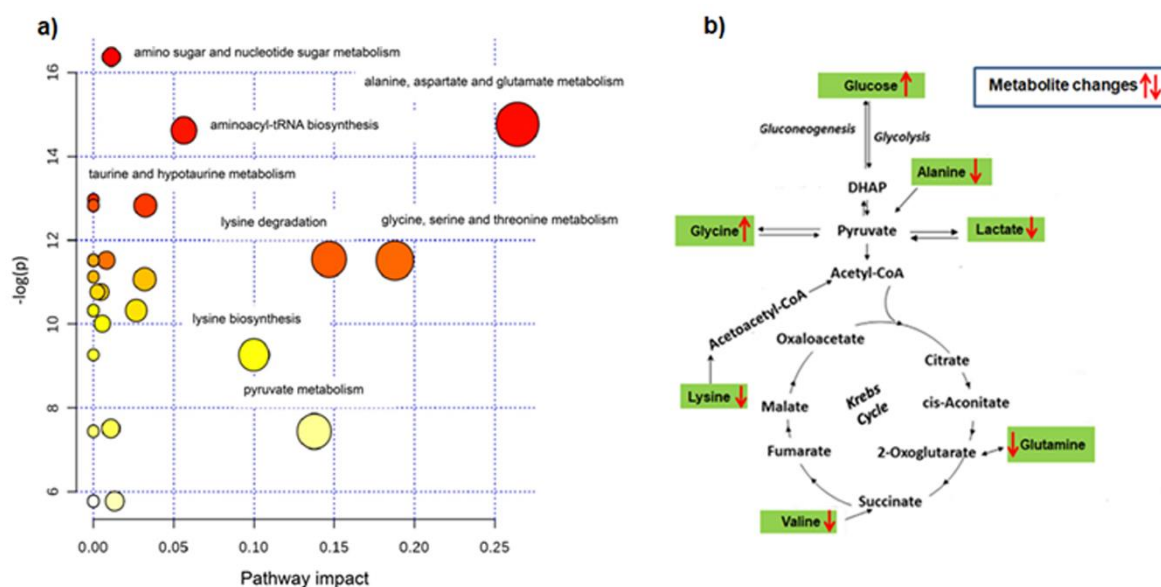 a)
amino sugar and nucleotide sugar metabolism
alanine, aspartate and glutamate metabolism
aminoacyl-tRNA biosynthesis
taurine and hypotaurine metabolism
lysine degradation
glycine, serine and threonine metabolism
lysine biosynthesis
pyruvate metabolism
-log(p)
16
14
12
10
8
6
0.00 0.05 0.10 0.15 0.20 0.25
Pathway impact
b)
Metabolite changes
Glucose
Gluconeogenesis
Glycolysis
Alanine
DHAP
Glycine
Pyruvate
Lactate
Acetyl-CoA
Acetoacetyl-CoA
Oxaloacetate
Citrate
Lysine
Malate
Krebs
Cycle
cis-Aconitate
Fumarate
2-Oxoglutarate
Glutamine
Succinate
Valine